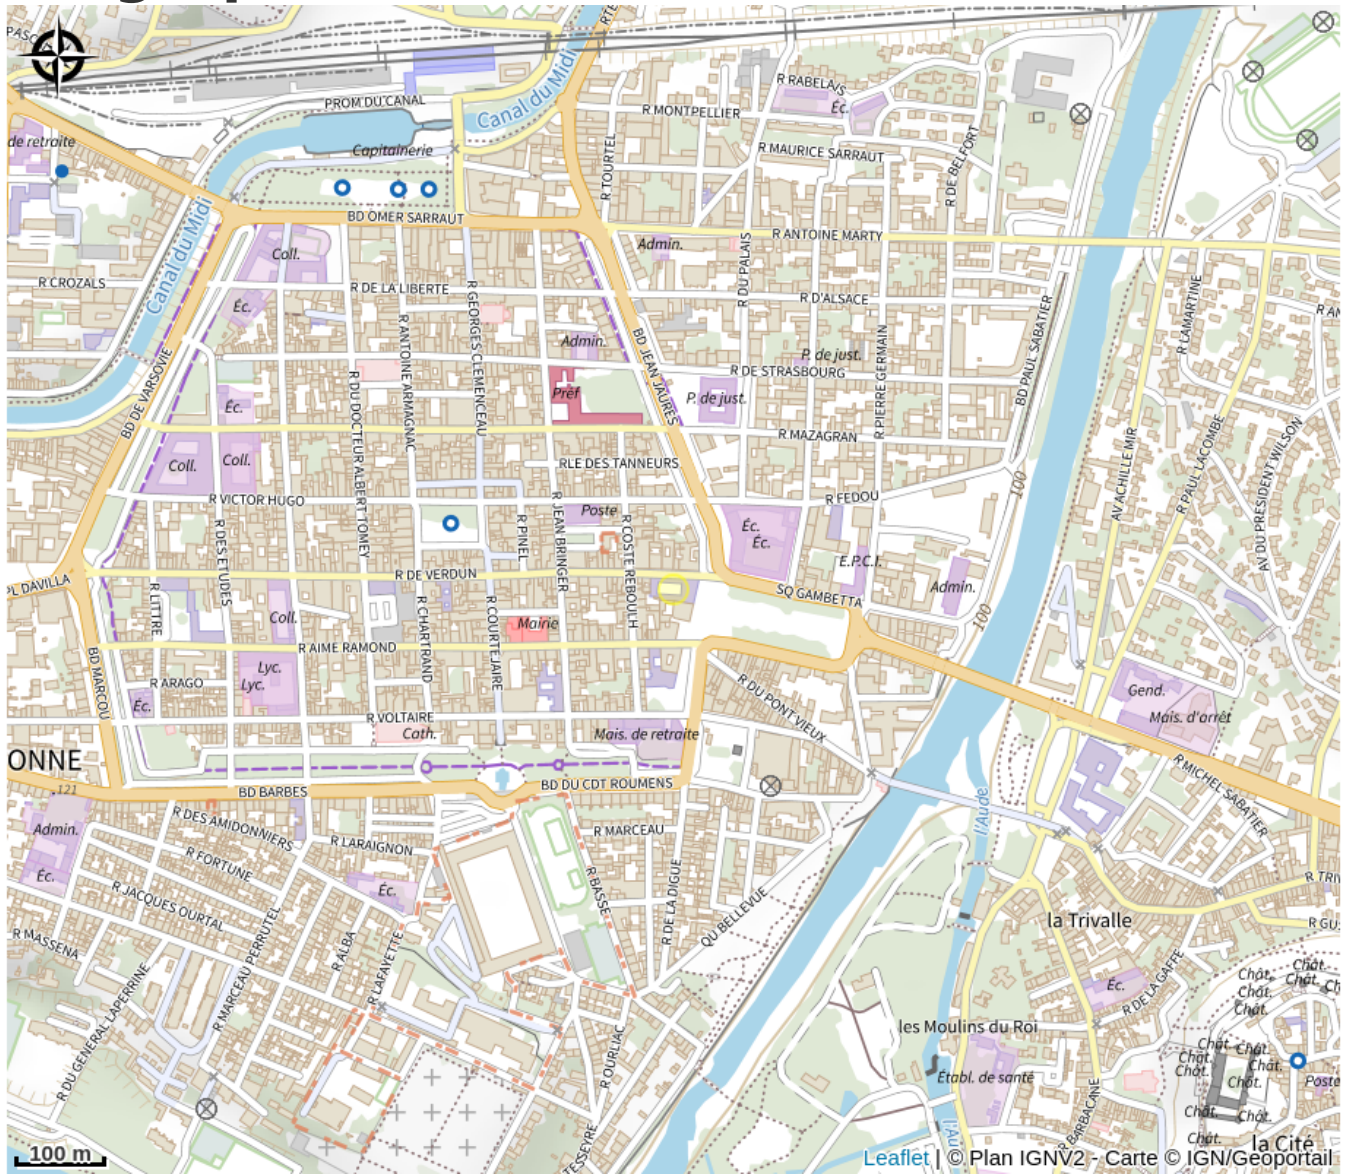 PROM DU CANAL
Canal du Midi
R RABELAIS
Éc.
R MONTPELLIER
de retraite
Capitainerie
R MAURICE SARRAUT
R DE BELFORT
R TOURTEL
BD OMER SARRAUT
Canal du Midi
Coll.
Admin.
R ANTOINE MARTY
R DU PALAIS
R CROZALS
R DE LA LIBERTE
R GEORGES CLEMENCEAU
R D'ALSACE
R LAMARTINE
Éc.
R ANTOINE ARMAGNAC
Admin.
BD JEAN JAURES
P. de just.
R PIERRE GERMAIN
BD PAUL SABATIER
BD DE VARSOVIE
R DU DOCTEUR ALBERT TOMEY
R DE STRASBOURG
Préf
P. de just.
Éc.
R MAZAGRAN
AV ACHILLE MIR
R PAUL LACOMBE
AV DU PRESIDENT WILSON
Coll.
Coll.
RLE DES TANNEURS
R VICTOR HUGO
R JEAN BRINGER
R FEDOU
100
R DES ETUDES
Poste
R PINEL
R COSTE REBOULH
Éc.
Éc.
PL DAVILLA
R DE VERDUN
E.P.C.I.
Admin.
R LITTRE
SQ GAMBETTA
R CHARTRAND
R COURTEJAIRE
Coll.
Mairie
100
R AIME RAMOND
BD MARCOU
Lyc.
Lyc.
R ARAGO
Éc.
R DU PONT VIEUX
Gend.
Mais. d'arrêt
R VOLTAIRE
Cath.
Mais. de retraite
ONNE
BD DU CDT ROUMENS
R MICHEL SABATIER
.121
BD BARBES
l'Aude
R DES AMIDONNIERS
Admin.
R MARCEAU
R LARAIGNON
R FORTUNE
Éc.
R JACQUES OURTAL
Éc.
R BASSE
R DE LA DIGUE
QU BELLEVUE
la Trivalle
R MASSENA
R MARCEAU PERRUTEL
R ALBA
R LAFAYETTE
R DU GENERAL LAPERRINE
Éc.
R DE LA GAFFE
Chât.
Chât.
Chât.
Chât.
Chât.
les Moulins du Roi
Chât.
Chât.
Chât.
Chât.
Chât.
Chât.
R OURLIAC
Établ. de santé
Poste
Chât.
Chât.
Chât.
R BARBACANE
la Cité
100 m
Leaflet | © Plan IGNV2 - Carte © IGN/Géoportail